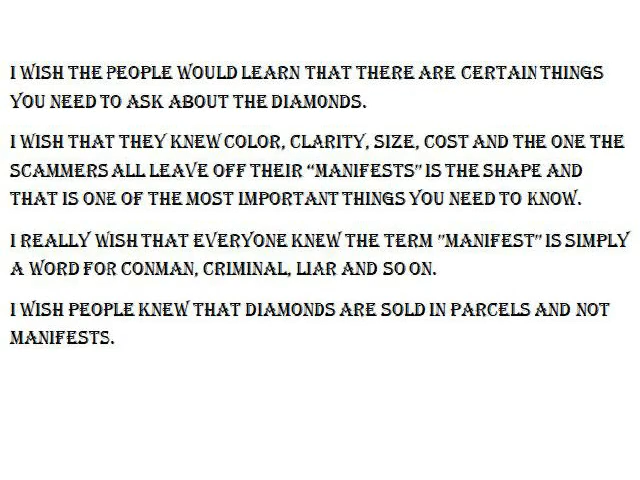 I WISH THE PEOPLE WOULD LEARN THAT THERE ARE CERTAIN THINGS
YOU NEED TO ASK ABOUT THE DIAMONDS.
I WISH THAT THEY KNEW COLOR, CLARITY, SIZE, COST AND THE ONE THE
SCAMMERS ALL LEAVE OFF THEIR “MANIFESTS” IS THE SHAPE AND
THAT IS ONE OF THE MOST IMPORTANT THINGS YOU NEED TO KNOW.
I REALLY WISH THAT EVERYONE KNEW THE TERM "MANIFEST" IS SIMPLY
A WORD FOR CONMAN, CRIMINAL, LIAR AND SO ON.
I WISH PEOPLE KNEW THAT DIAMONDS ARE SOLD IN PARCELS AND NOT
MANIFESTS.